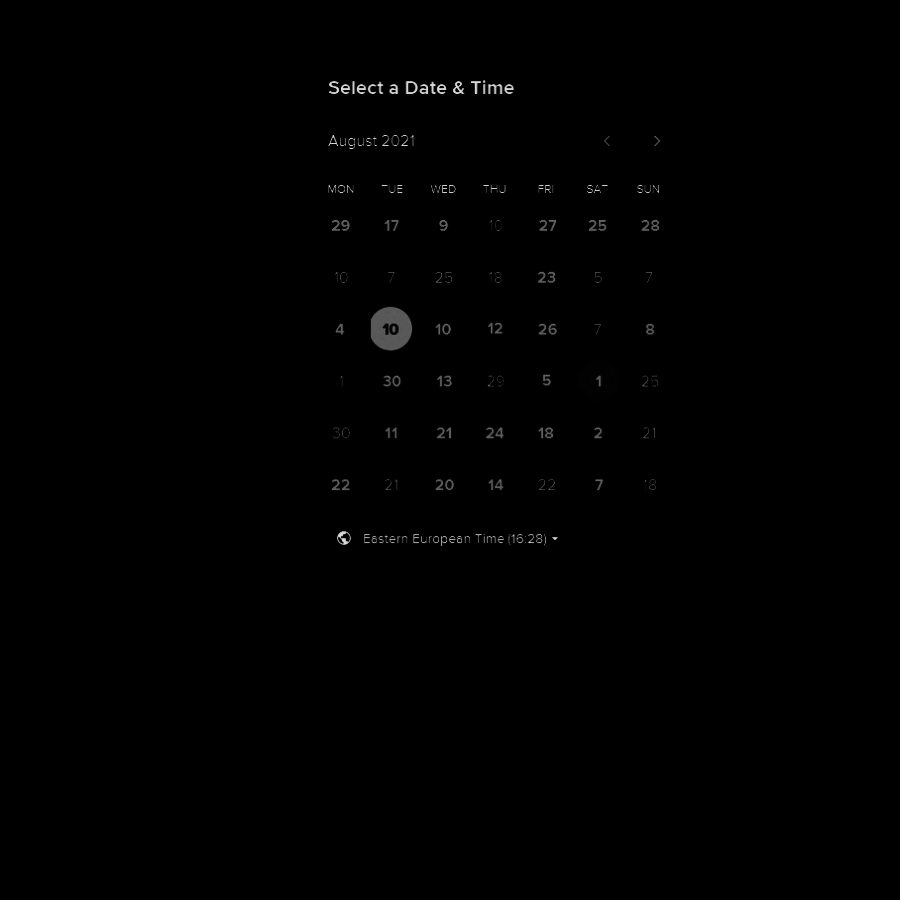 Select a Date & Time
August 2021
MON TUE WED THU FRI SAT SUN
29 17 9 10 27 25 28
10 7 25 18 23 5 7
4 10 10 12 26 7 8
1 30 13 29 5 1 25
30 11 21 24 18 2 21
22 21 20 14 22 7 18
Eastern European Time (16:28)